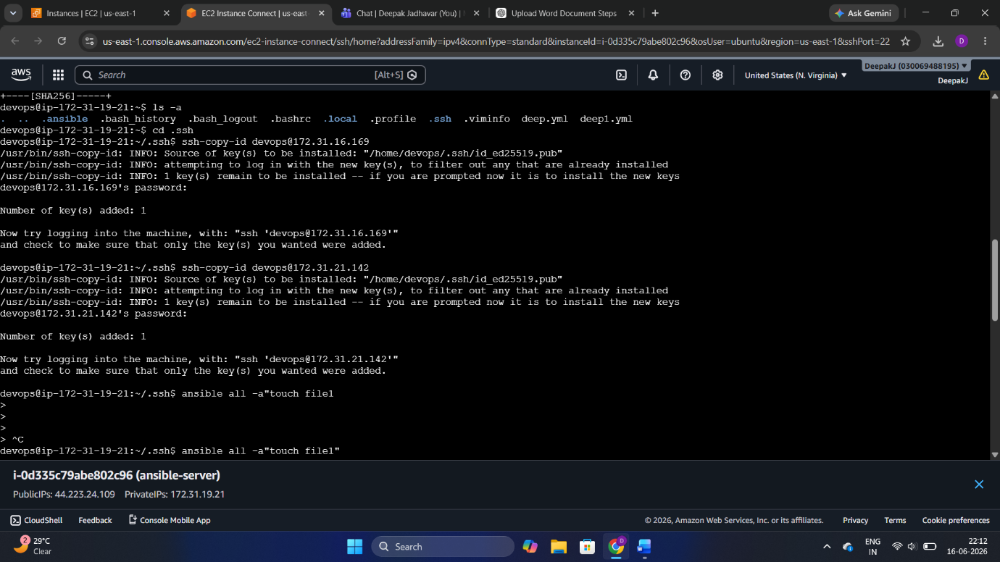 Instances | EC2 | us-east-1
EC2 Instance Connect | us-east-
Chat | Deepak Jadhavar (You) |
Upload Word Document Steps
Ask Gemini
us-east-1.console.aws.amazon.com/ec2-instance-connect/ssh/home?addressFamily=ipv4&connType=standard&instanceId=i-0d335c79abe802c96&osUser=ubuntu&region=us-east-1&sshPort=22
D
aws
Search
[Alt+S]
United States (N. Virginia)
DeepakJ (030069488195)
DeepakJ
+----[SHA256]-----+
devops@ip-172-31-19-21:~$ ls -a
. .. .ansible .bash_history .bash_logout .bashrc .local .profile .ssh .viminfo deep.yml deep1.yml
devops@ip-172-31-19-21:~$ cd .ssh
devops@ip-172-31-19-21:~/.ssh$ ssh-copy-id devops@172.31.16.169
/usr/bin/ssh-copy-id: INFO: Source of key(s) to be installed: "/home/devops/.ssh/id_ed25519.pub"
/usr/bin/ssh-copy-id: INFO: attempting to log in with the new key(s), to filter out any that are already installed
/usr/bin/ssh-copy-id: INFO: 1 key(s) remain to be installed -- if you are prompted now it is to install the new keys
devops@172.31.16.169's password:
Number of key(s) added: 1
Now try logging into the machine, with: "ssh 'devops@172.31.16.169'"
and check to make sure that only the key(s) you wanted were added.
devops@ip-172-31-19-21:~/.ssh$ ssh-copy-id devops@172.31.21.142
/usr/bin/ssh-copy-id: INFO: Source of key(s) to be installed: "/home/devops/.ssh/id_ed25519.pub"
/usr/bin/ssh-copy-id: INFO: attempting to log in with the new key(s), to filter out any that are already installed
/usr/bin/ssh-copy-id: INFO: 1 key(s) remain to be installed -- if you are prompted now it is to install the new keys
devops@172.31.21.142's password:
Number of key(s) added: 1
Now try logging into the machine, with: "ssh 'devops@172.31.21.142'"
and check to make sure that only the key(s) you wanted were added.
devops@ip-172-31-19-21:~/.ssh$ ansible all -a"touch file1
>
>
>
> ^C
devops@ip-172-31-19-21:~/.ssh$ ansible all -a"touch file1"
i-0d335c79abe802c96 (ansible-server)
PublicIPs: 44.223.24.109 PrivateIPs: 172.31.19.21
CloudShell
Feedback
Console Mobile App
© 2026, Amazon Web Services, Inc. or its affiliates.
Privacy
Terms
Cookie preferences
2
29°C
Clear
Search
D
ENG
IN
22:12
16-06-2026